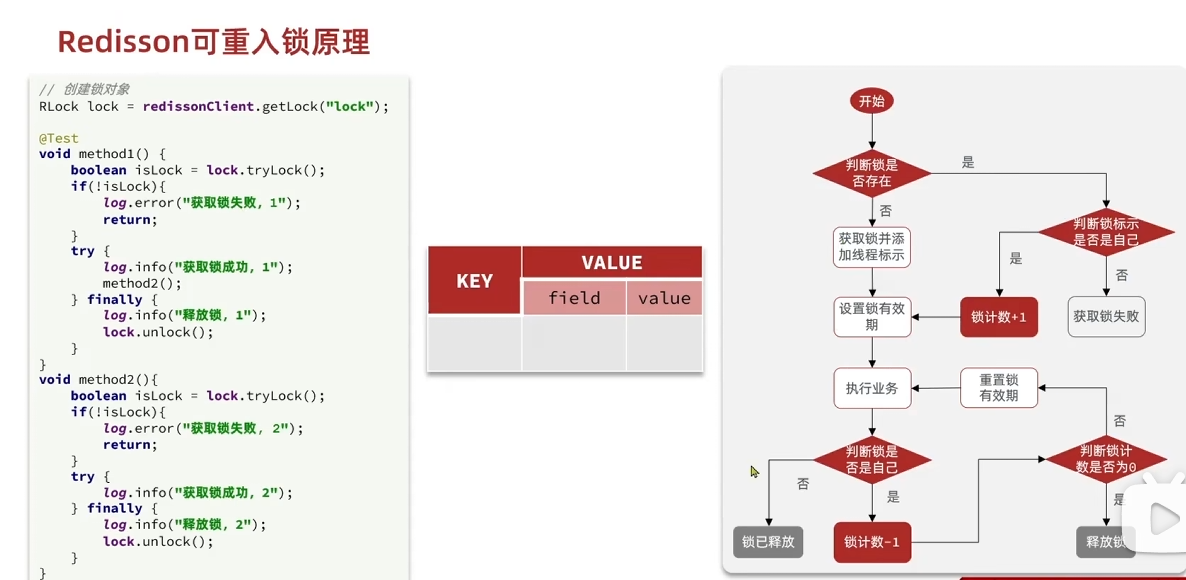 Redisson可重入锁原理
// 创建锁对象
RLock lock = redissonClient.getLock("lock");
@Test
void method1() {
    boolean isLock = lock.tryLock();
    if(!isLock){
        log.error("获取锁失败, 1");
        return;
    }
    try {
        log.info("获取锁成功, 1");
        method2();
    } finally {
        log.info("释放锁, 1");
        lock.unlock();
    }
}
void method2(){
    boolean isLock = lock.tryLock();
    if(!isLock){
        log.error("获取锁失败, 2");
        return;
    }
    try {
        log.info("获取锁成功, 2");
    } finally {
        log.info("释放锁, 2");
        lock.unlock();
    }
}
KEY
VALUE
field
value
开始
判断锁是
否存在
是
否
判断锁标示
是否是自己
获取锁并添
加线程标示
是
否
设置锁有效
期
锁计数+1
获取锁失败
执行业务
重置锁
有效期
否
判断锁是
否是自己
判断锁计
数是否为0
否
是
是
锁已释放
锁计数-1
释放锁